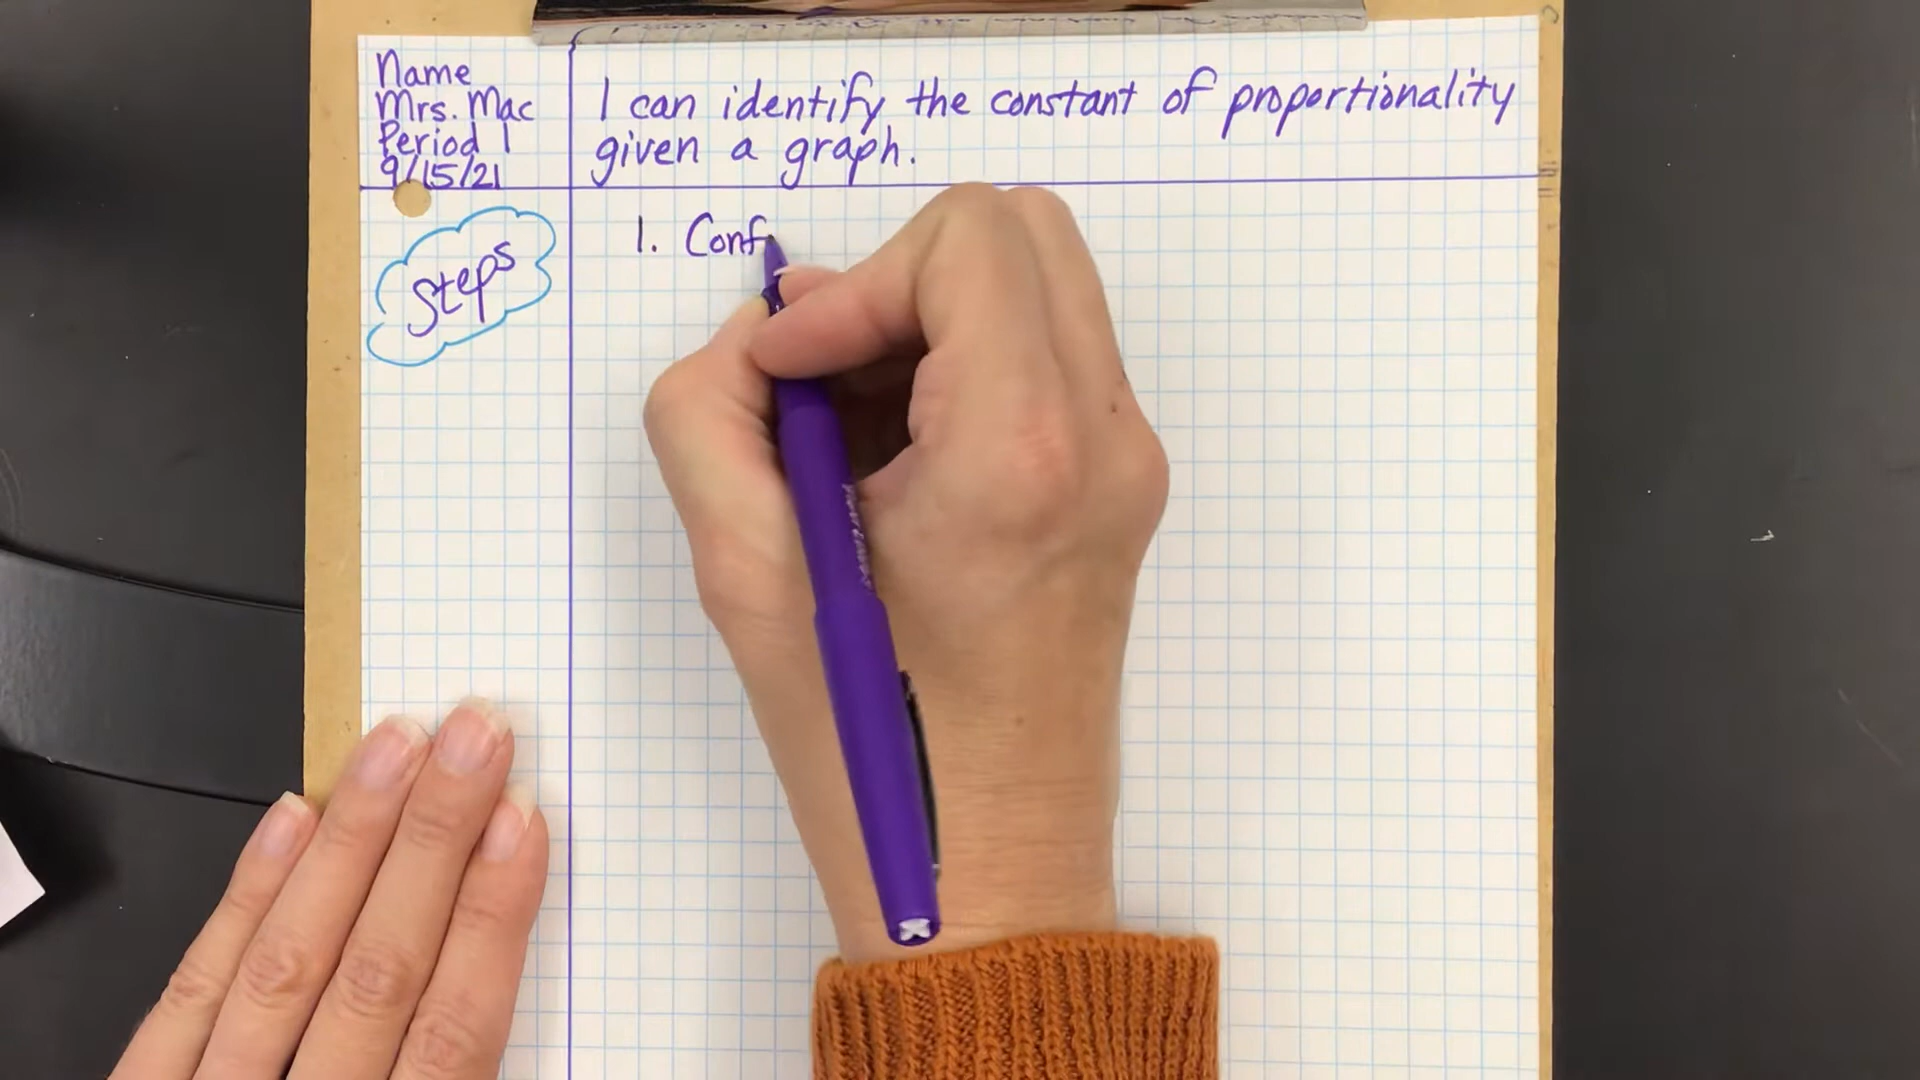 Name
Mrs. Mac
Period 1
9/15/21
I can identify the constant of proportionality
given a graph.
Steps
1. Conf